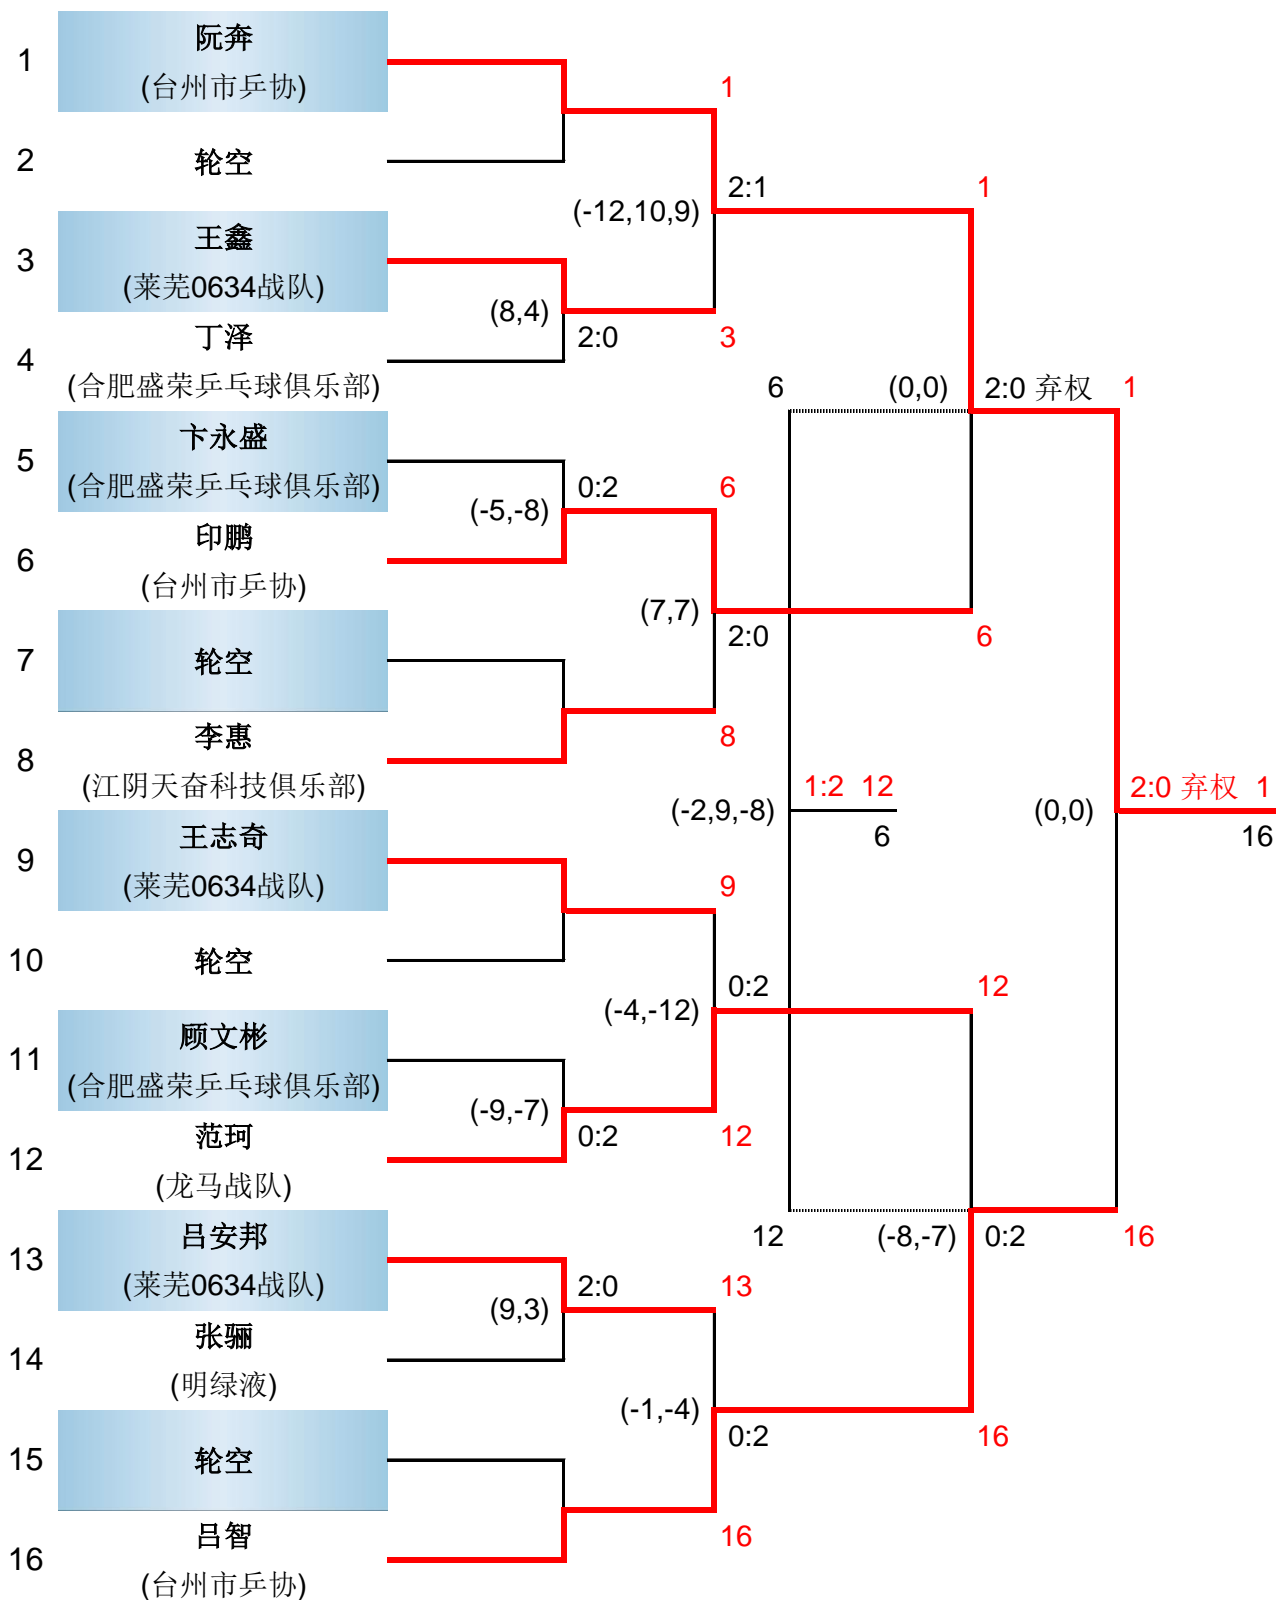 1
阮奔
(台州市乒协)
1
2
轮空
2:1
1
(-12,10,9)
3
王鑫
(莱芜0634战队)
(8,4)
2:0
3
4
丁泽
(合肥盛荣乒乓球俱乐部)
6
(0,0)
2:0 弃权
1
5
卞永盛
(合肥盛荣乒乓球俱乐部)
0:2
6
(-5,-8)
6
印鹏
(台州市乒协)
(7,7)
2:0
6
7
轮空
8
8
李惠
(江阴天奋科技俱乐部)
1:2 12
2:0 弃权 1
(-2,9,-8)
(0,0)
6
16
9
王志奇
(莱芜0634战队)
9
10
轮空
0:2
12
(-4,-12)
11
顾文彬
(合肥盛荣乒乓球俱乐部)
(-9,-7)
0:2
12
12
范珂
(龙马战队)
12
(-8,-7)
0:2
16
13
吕安邦
(莱芜0634战队)
2:0
13
(9,3)
14
张骊
(明绿液)
(-1,-4)
0:2
16
15
轮空
16
16
吕智
(台州市乒协)